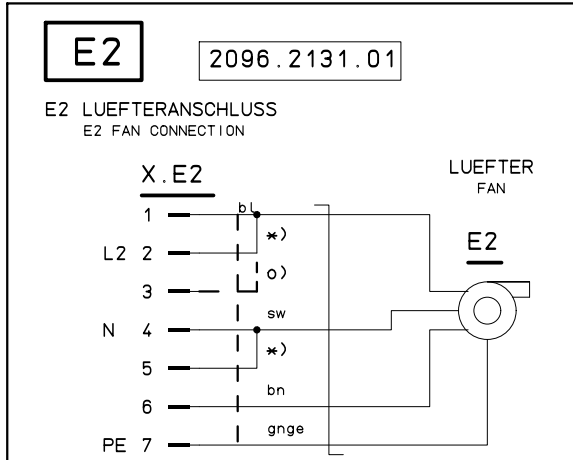 E2
2096.2131.01
E2 LUEFTERANSCHLUSS
E2 FAN CONNECTION
X.E2
LUEFTER
FAN
E2
1
bl
*)
L2 2
o)
3
sw
N 4
*)
5
bn
6
gnge
PE 7